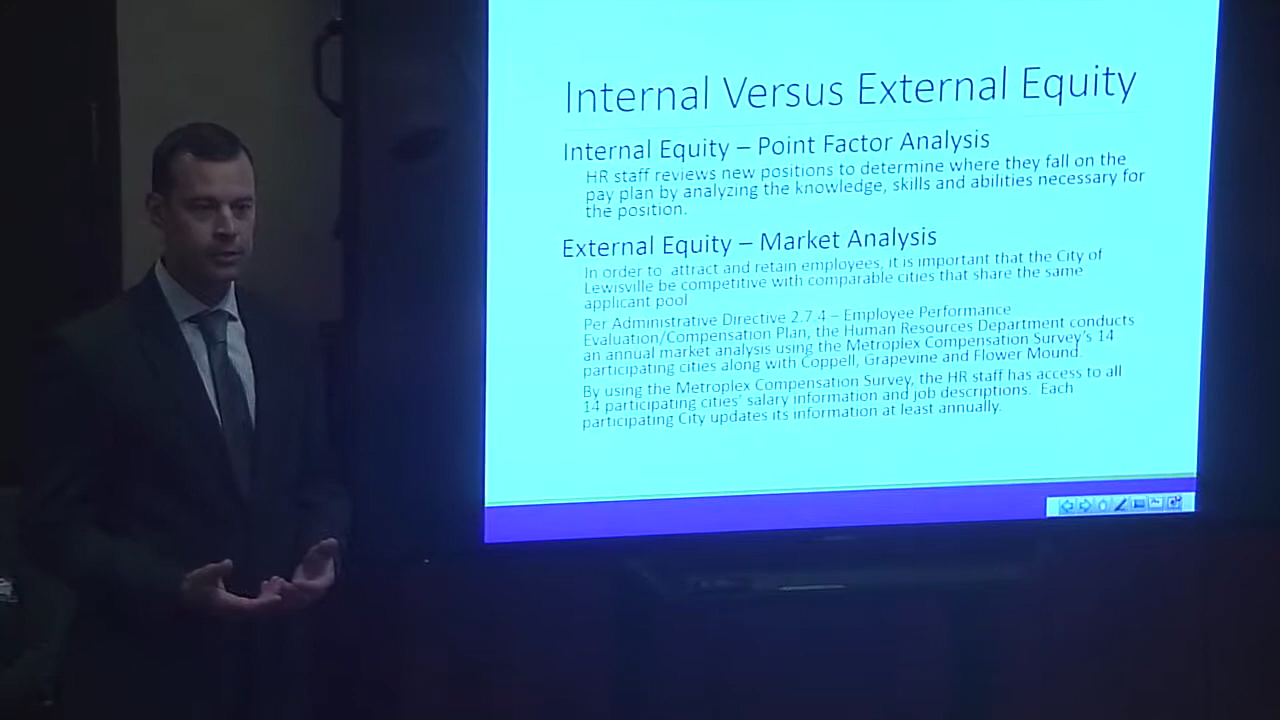 Internal Versus External Equity
Internal Equity – Point Factor Analysis
HR staff reviews new positions to determine where they fall on the
pay plan by analyzing the knowledge, skills and abilities necessary for
the position.
External Equity – Market Analysis
In order to attract and retain employees, it is important that the City of
Lewisville be competitive with comparable cities that share the same
applicant pool
Per Administrative Directive 2.7.4 – Employee Performance
Evaluation/Compensation Plan, the Human Resources Department conducts
an annual market analysis using the Metroplex Compensation Survey's 14
participating cities along with Coppell, Grapevine and Flower Mound.
By using the Metroplex Compensation Survey, the HR staff has access to all
14 participating cities' salary information and job descriptions. Each
participating City updates its information at least annually.